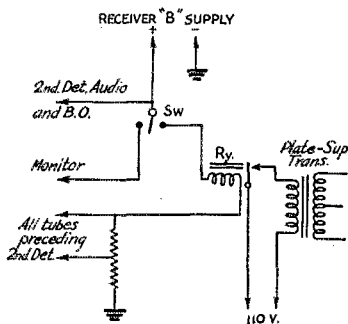 RECEIVER "B" SUPPLY
+ -
2nd. Det, Audio
and B.O.
Sw
Ry.
Plate-Sup
Trans.
Monitor
All tubes
preceding
2nd Det.
110 V.